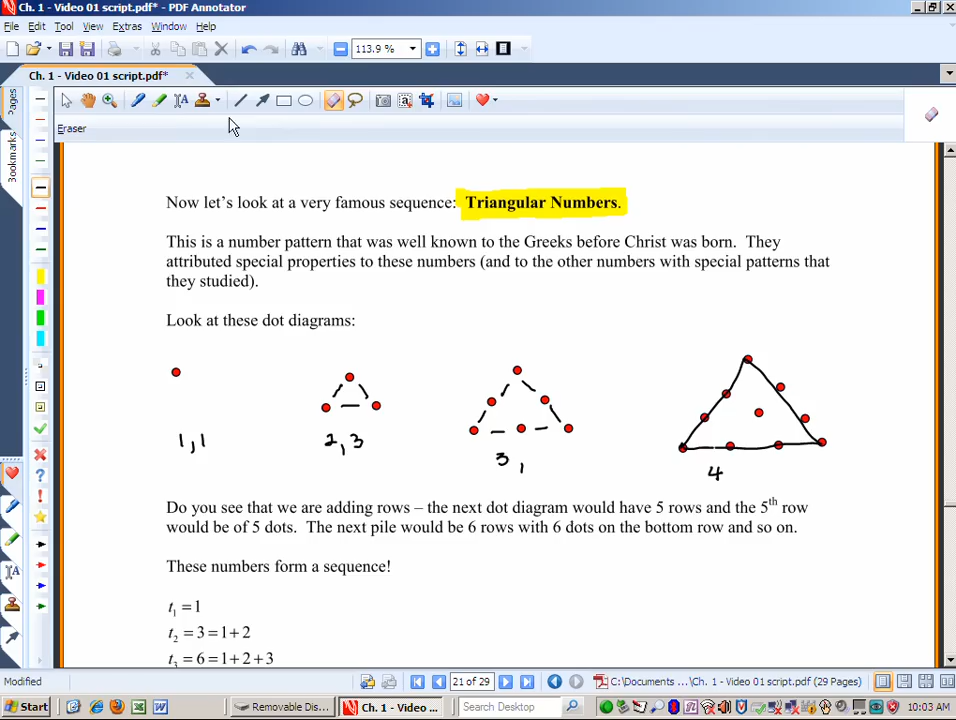 Ch. 1 - Video 01 script.pdf* - PDF Annotator
File Edit Tool View Extras Window Help
113.9 %
Ch. 1 - Video 01 script.pdf*
Pages
Bookmarks
Eraser
Now let's look at a very famous sequence: Triangular Numbers.
This is a number pattern that was well known to the Greeks before Christ was born. They
attributed special properties to these numbers (and to the other numbers with special patterns that
they studied).
Look at these dot diagrams:
1,1
2,3
3,
4
Do you see that we are adding rows – the next dot diagram would have 5 rows and the 5th row
would be of 5 dots. The next pile would be 6 rows with 6 dots on the bottom row and so on.
These numbers form a sequence!
t1 = 1
t2 = 3 = 1 + 2
t3 = 6 = 1 + 2 + 3
Modified
21 of 29
C:\Documents ...\Ch. 1 - Video 01 script.pdf (29 Pages)
Start
Removable Dis...
Ch. 1 - Video ...
Search Desktop
10:03 AM